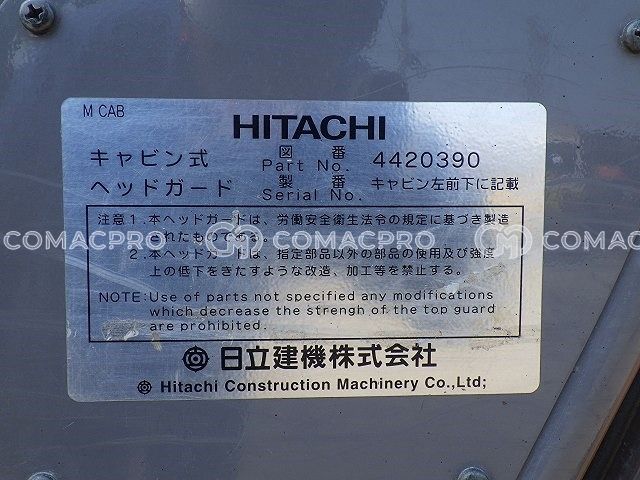 M CAB
HITACHI
キャビン式 図番 Part No. 4420390
ヘッドガード 製番 Serial No. キャビン左前下に記載
注意1.本ヘッドガードは、労働安全衛生法令の規定に基づき製造
されたものである。
2.本ヘッドガードは、指定部品以外の部品の使用及び強度
上の低下をきたすような改造、加工等を禁止する。
COMACPRO COMACPRO COMACPRO
NOTE: Use of parts not specified any modifications
which decrease the strengh of the top guard
are prohibited.
日立建機株式会社
Hitachi Construction Machinery Co.,Ltd;